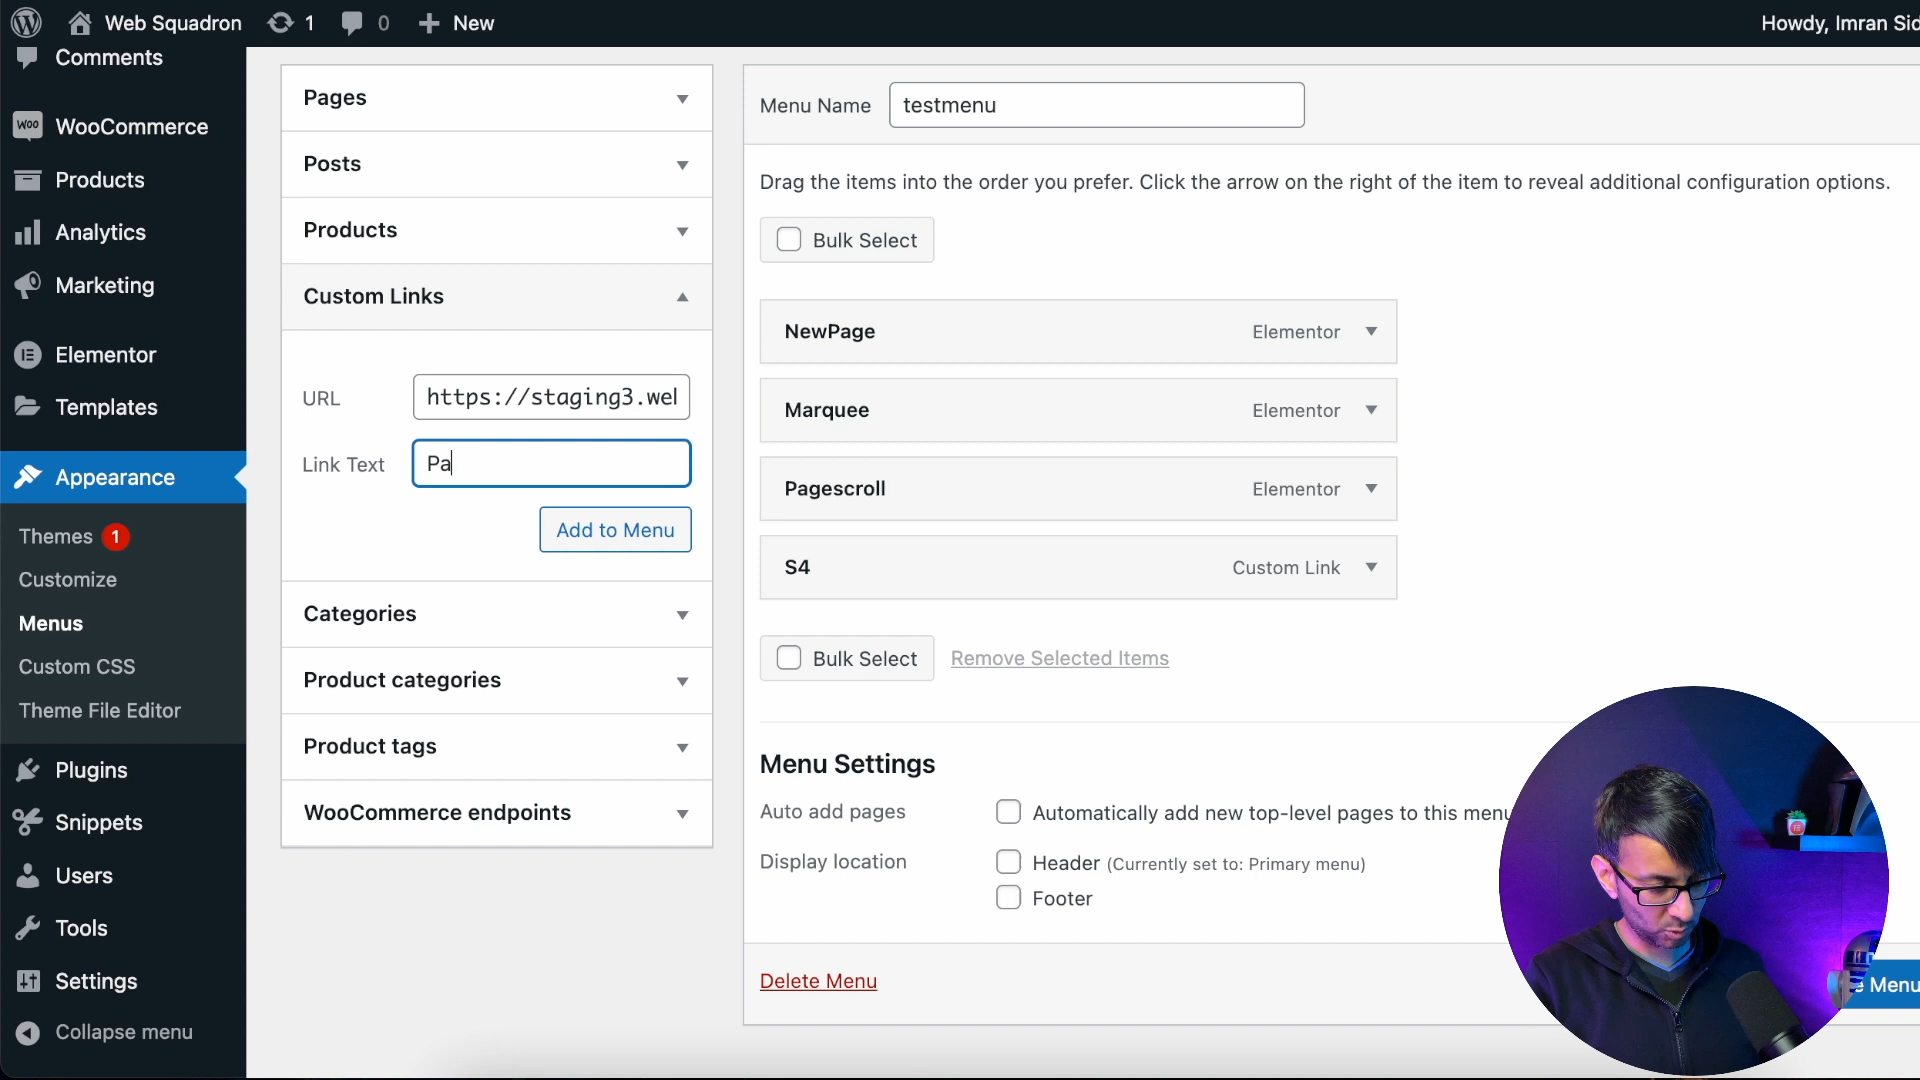 Web Squadron 1 0 New
Howdy, Imran Sid
Comments
WooCommerce
Products
Analytics
Marketing
Elementor
Templates
Appearance
Themes 1
Customize
Menus
Custom CSS
Theme File Editor
Plugins
Snippets
Users
Tools
Settings
Collapse menu
Pages
Posts
Products
Custom Links
URL https://staging3.wel
Link Text Pa
Add to Menu
Categories
Product categories
Product tags
WooCommerce endpoints
Menu Name testmenu
Drag the items into the order you prefer. Click the arrow on the right of the item to reveal additional configuration options.
Bulk Select
NewPage Elementor
Marquee Elementor
Pagescroll Elementor
S4 Custom Link
Bulk Select Remove Selected Items
Menu Settings
Auto add pages Automatically add new top-level pages to this menu
Display location Header (Currently set to: Primary menu)
Footer
Delete Menu
e Menu